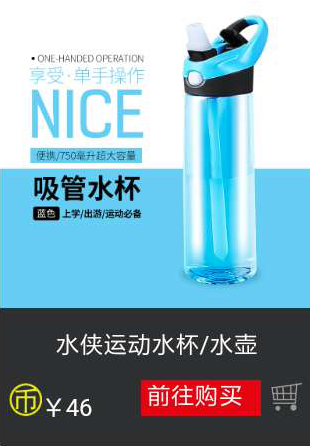 ONE-HANDED OPERATION
享受·单手操作
NICE
便携/750毫升超大容量
吸管水杯
蓝色 上学/出游/运动必备
水侠运动水杯/水壶
币 ￥46 前往购买